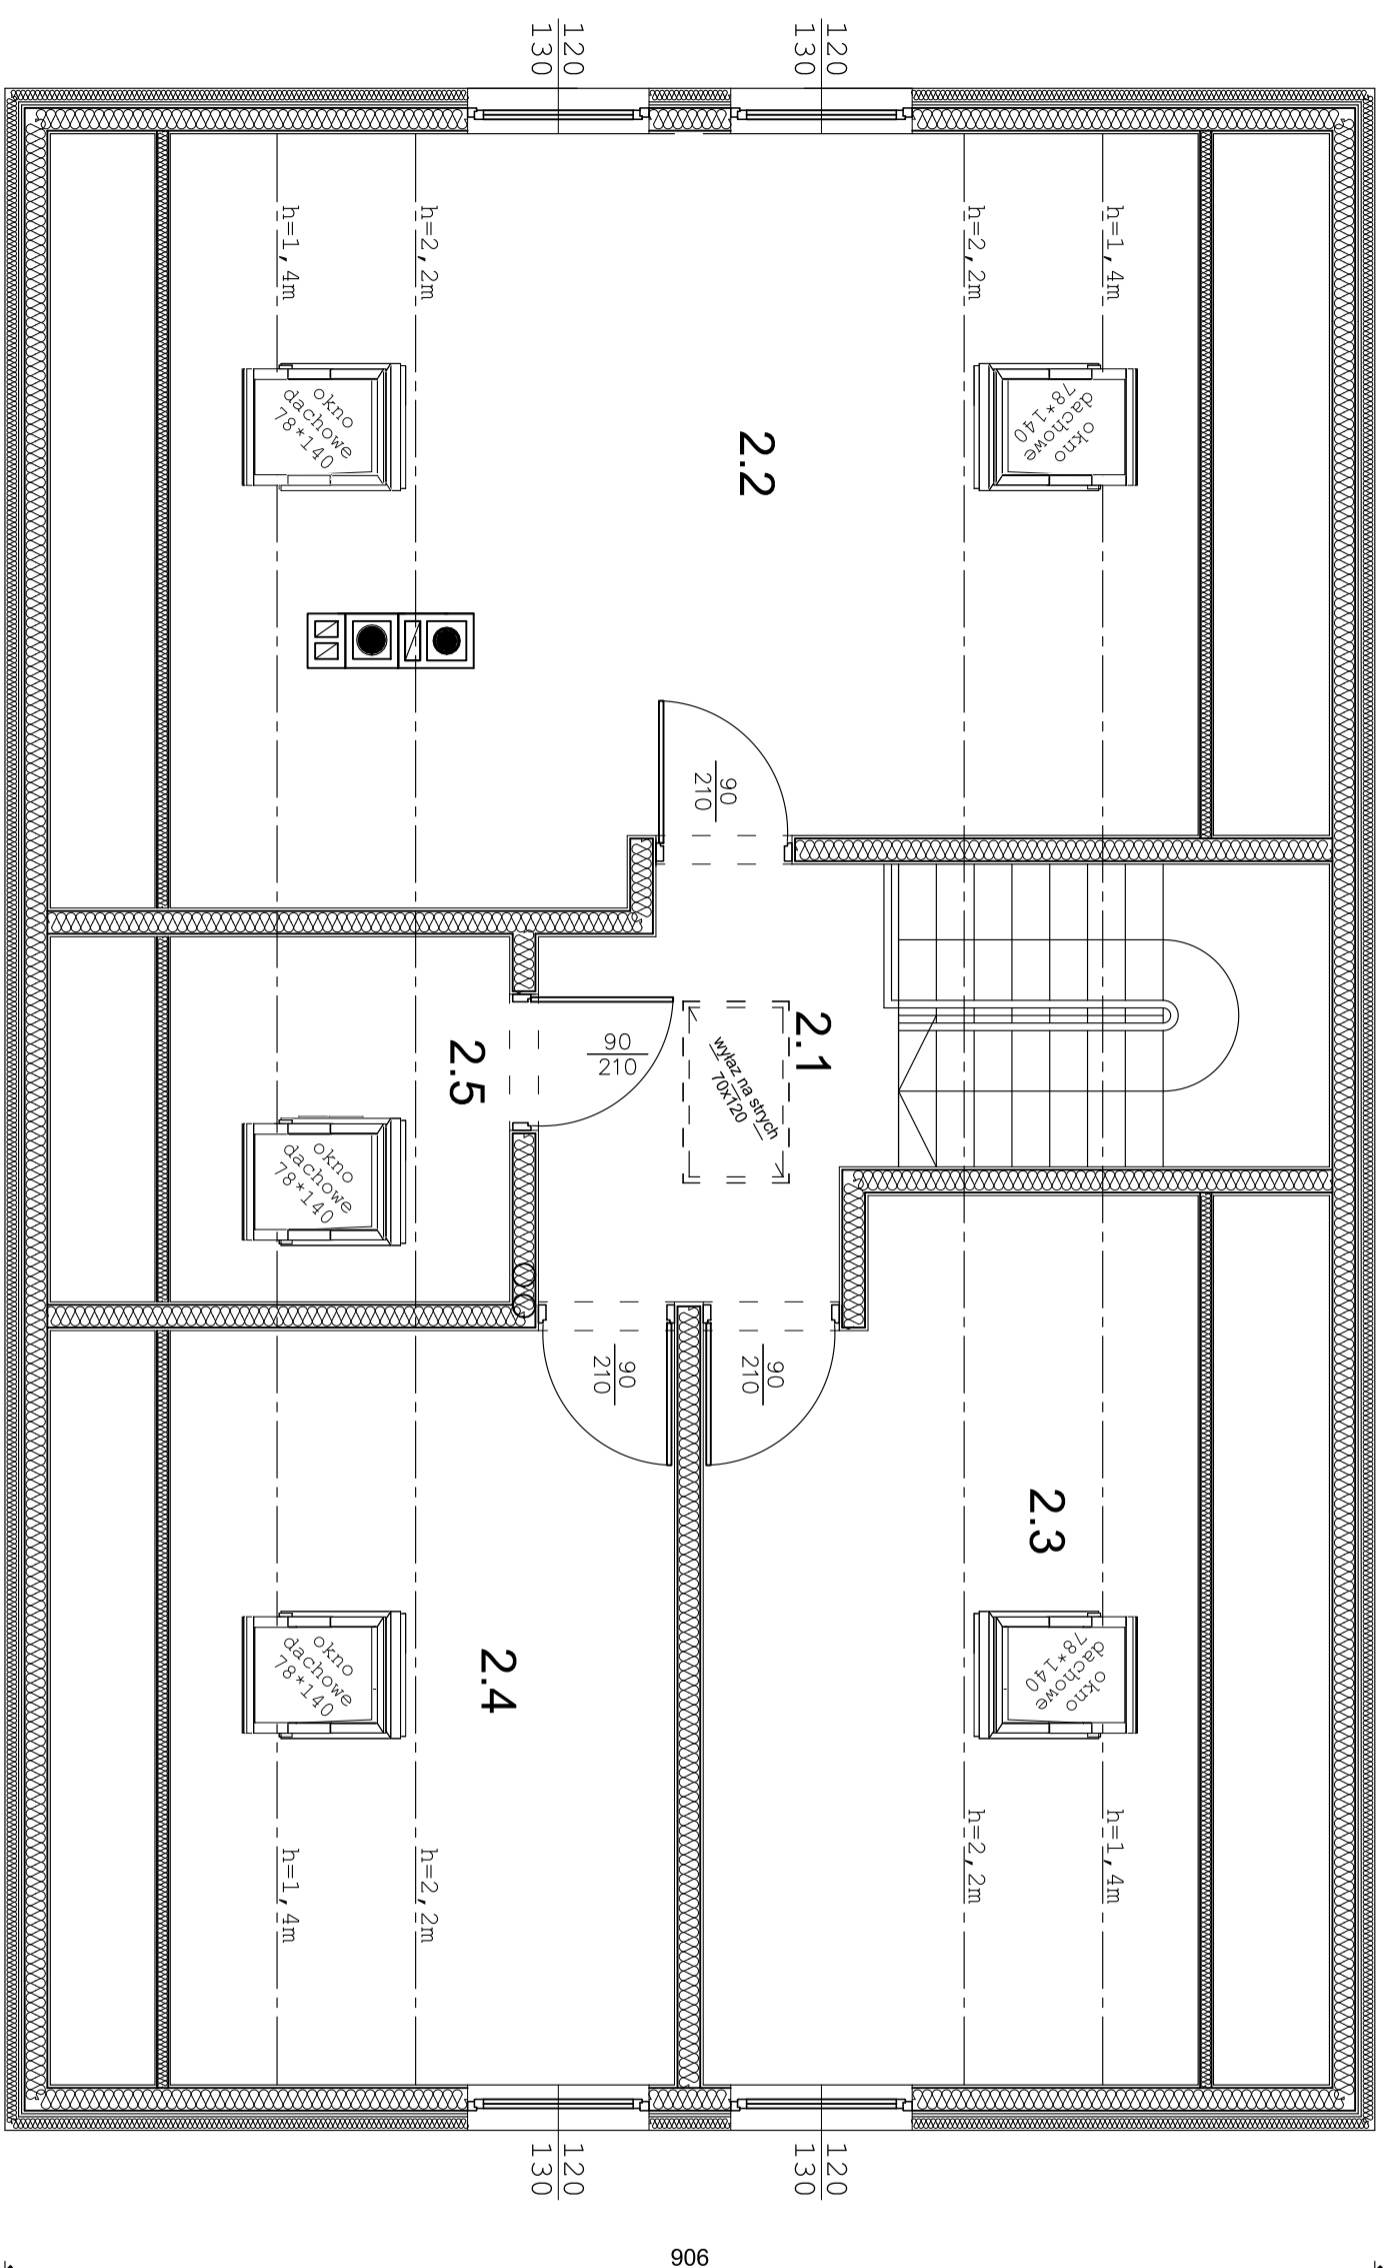 120
130
120
130
h=1,4m
h=2,2m
h=2,2m
h=1,4m
okno
dachowe
78*140
okno
dachowe
78*140
2.2
90
210
2.1
wyłaz na strych
70x120
90
210
2.5
okno
dachowe
78*140
90
210
90
210
2.3
2.4
okno
dachowe
78*140
okno
dachowe
78*140
h=1,4m
h=2,2m
h=2,2m
h=1,4m
120
130
120
130
906